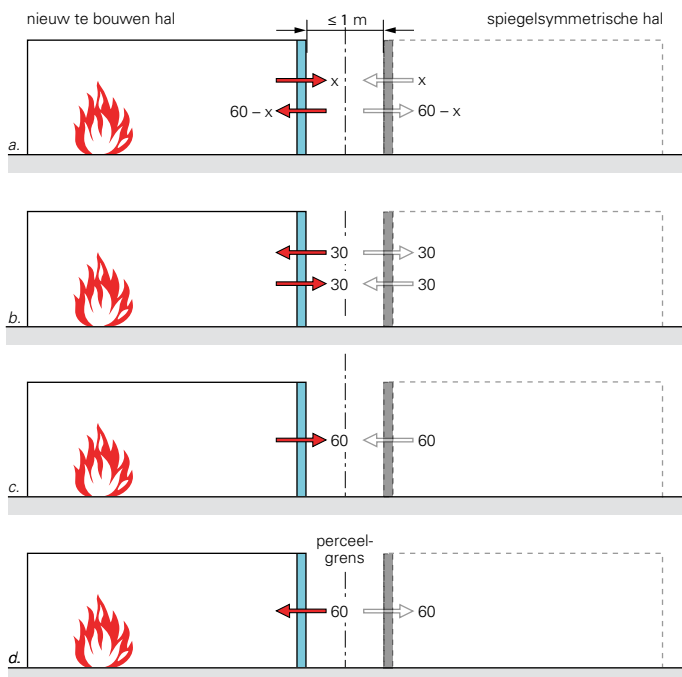 nieuw te bouwen hal
≤ 1 m
spiegelsymmetrische hal
x
x
60 – x
60 – x
a.
30
30
30
30
b.
60
60
c.
perceel-
grens
60
60
d.